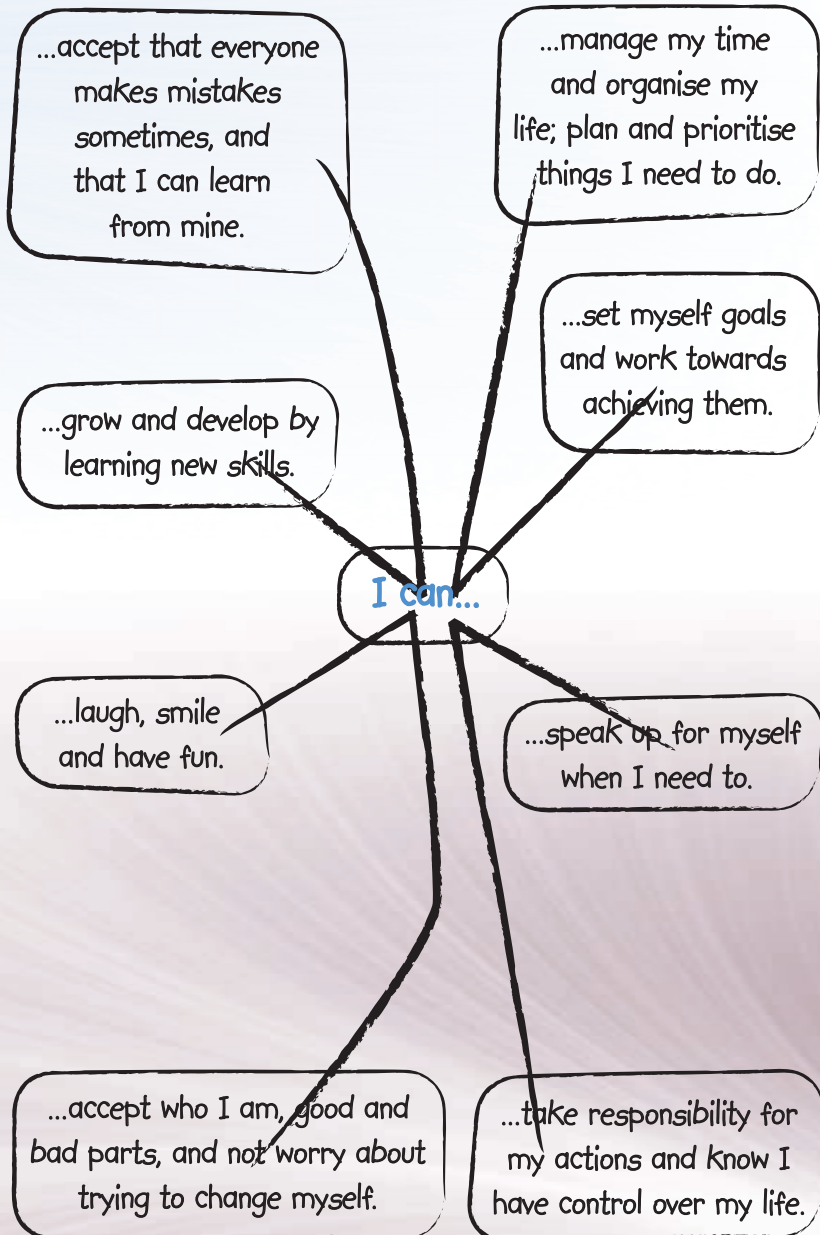 ...accept that everyone
makes mistakes
sometimes, and
that I can learn
from mine.
...manage my time
and organise my
life; plan and prioritise
things I need to do.
...set myself goals
and work towards
achieving them.
...grow and develop by
learning new skills.
I can...
...laugh, smile
and have fun.
...speak up for myself
when I need to.
...accept who I am, good and
bad parts, and not worry about
trying to change myself.
...take responsibility for
my actions and know I
have control over my life.